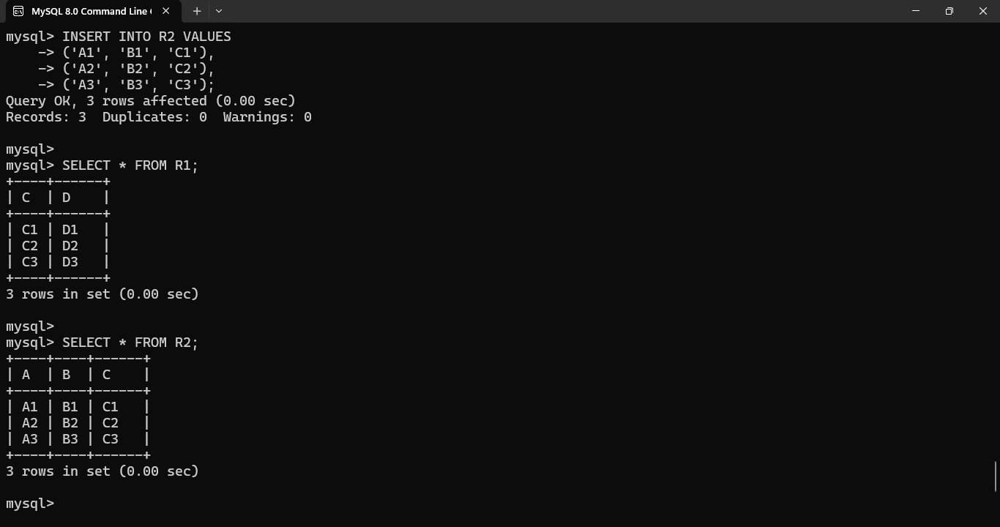 MySQL 8.0 Command Line
mysql> INSERT INTO R2 VALUES
    -> ('A1', 'B1', 'C1'),
    -> ('A2', 'B2', 'C2'),
    -> ('A3', 'B3', 'C3');
Query OK, 3 rows affected (0.00 sec)
Records: 3  Duplicates: 0  Warnings: 0
mysql>
mysql> SELECT * FROM R1;
+----+------+
| C  | D    |
+----+------+
| C1 | D1   |
| C2 | D2   |
| C3 | D3   |
+----+------+
3 rows in set (0.00 sec)
mysql>
mysql> SELECT * FROM R2;
+----+----+------+
| A  | B  | C    |
+----+----+------+
| A1 | B1 | C1   |
| A2 | B2 | C2   |
| A3 | B3 | C3   |
+----+----+------+
3 rows in set (0.00 sec)
mysql>